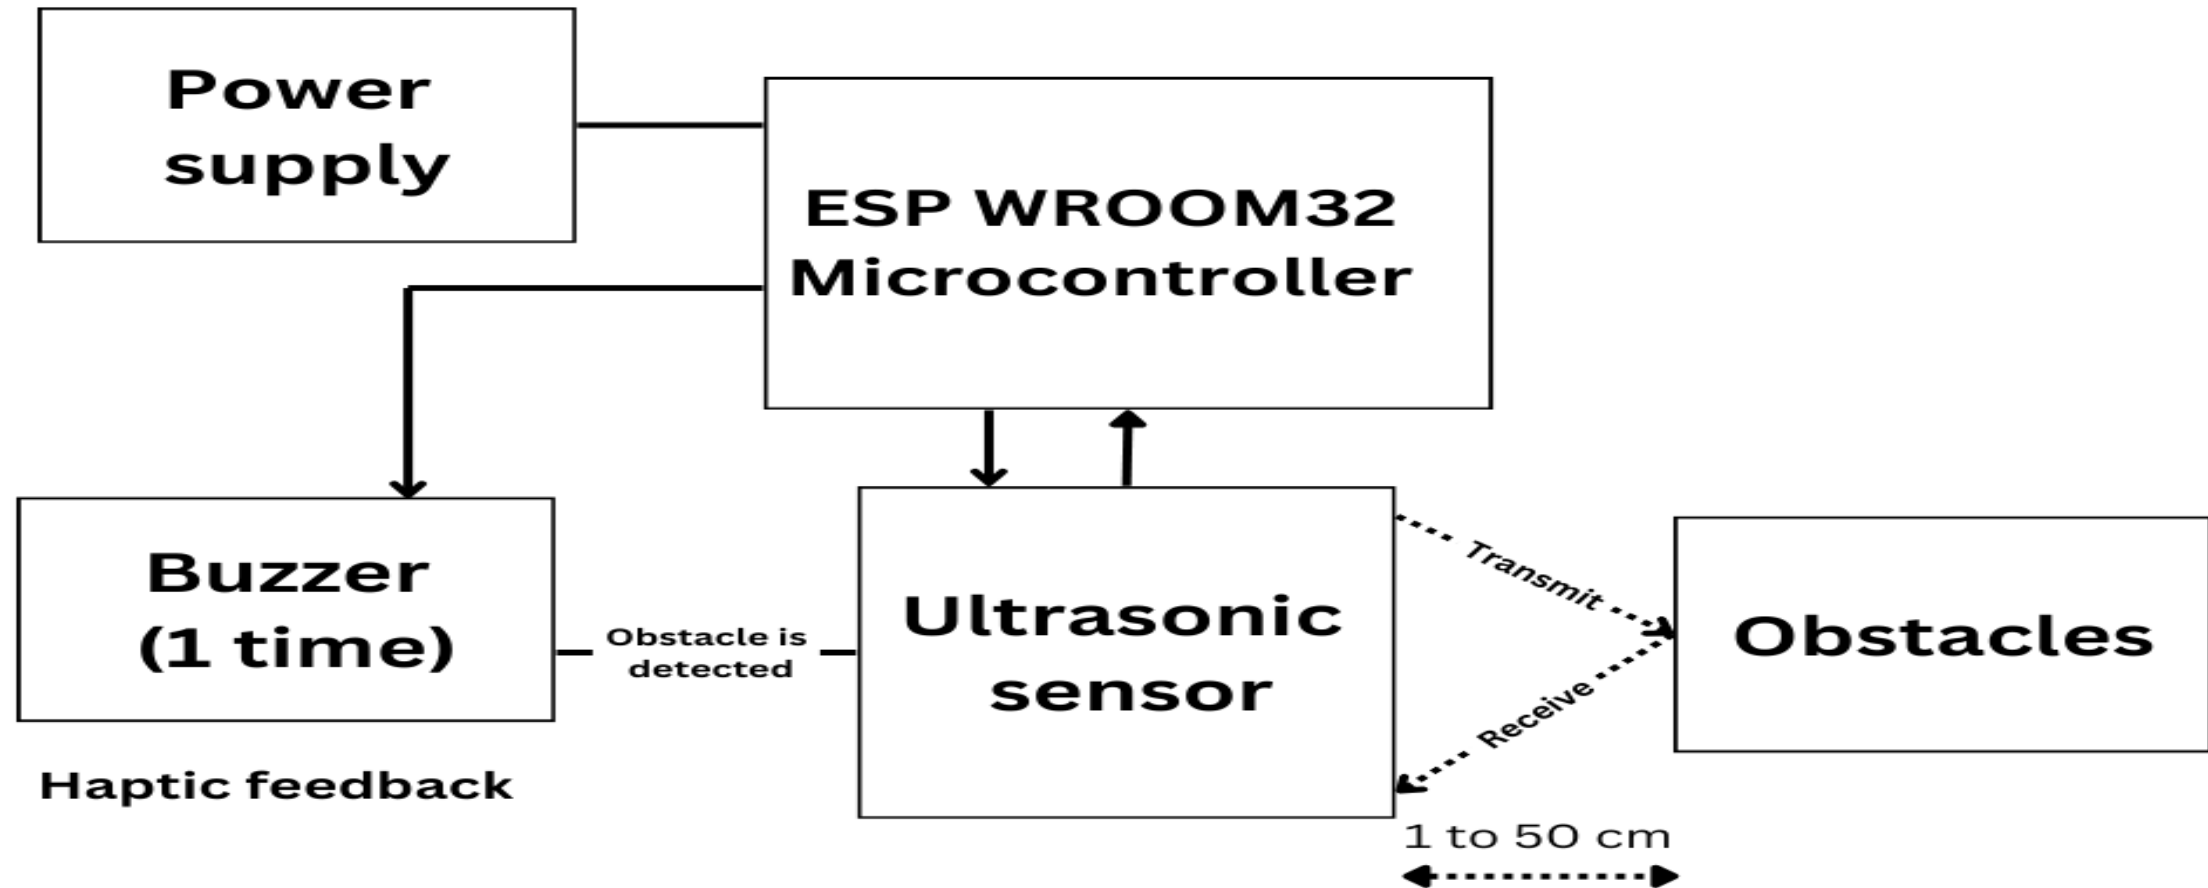 Power
supply
ESP WROOM32
Microcontroller
Buzzer
(1 time)
Obstacle is
detected
Ultrasonic
sensor
Transmit
Receive
Obstacles
Haptic feedback
1 to 50 cm